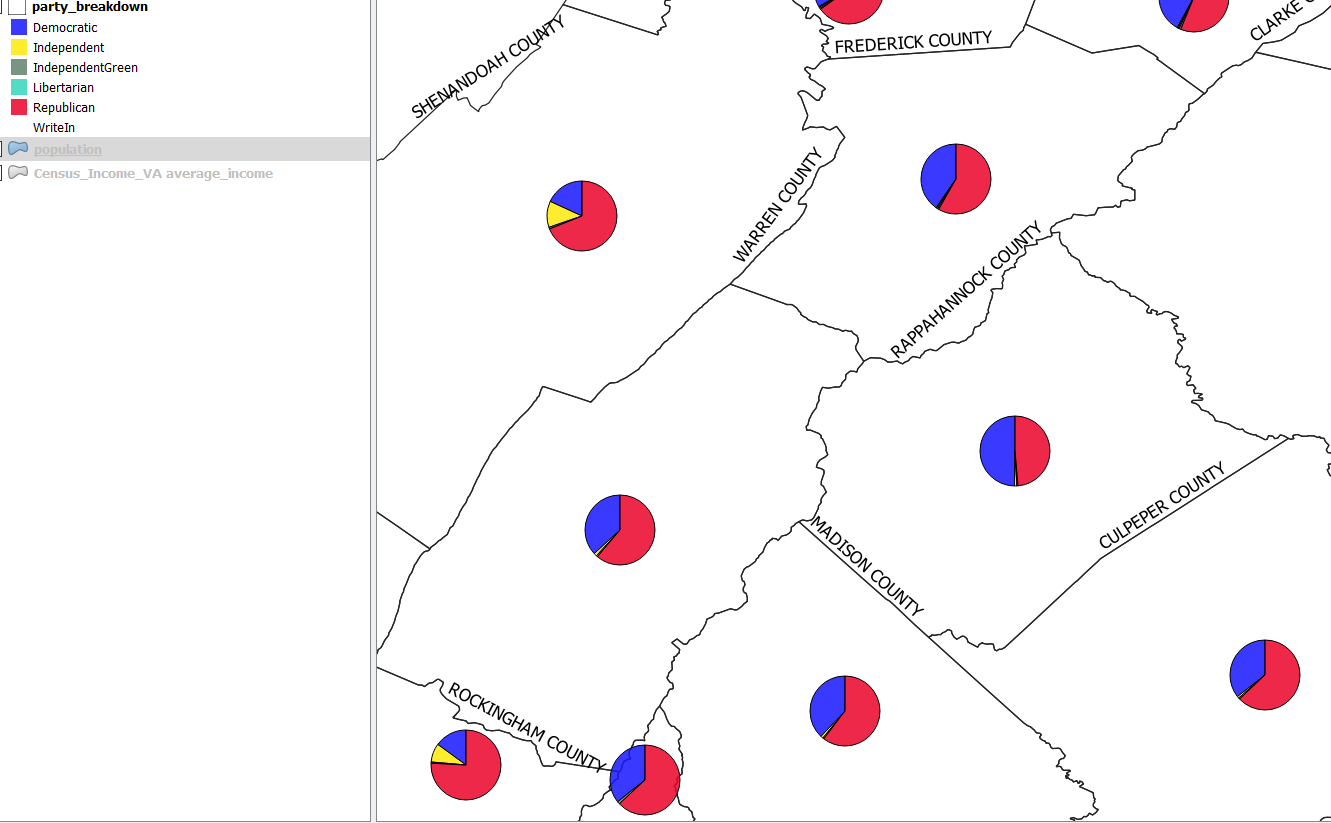 party_breakdown
Democratic
Independent
IndependentGreen
Libertarian
Republican
WriteIn
population
Census_Income_VA average_income
SHENANDOAH COUNTY
FREDERICK COUNTY
CLARKE C
WARREN COUNTY
RAPPAHANNOCK COUNTY
CULPEPER COUNTY
MADISON COUNTY
ROCKINGHAM COUNTY